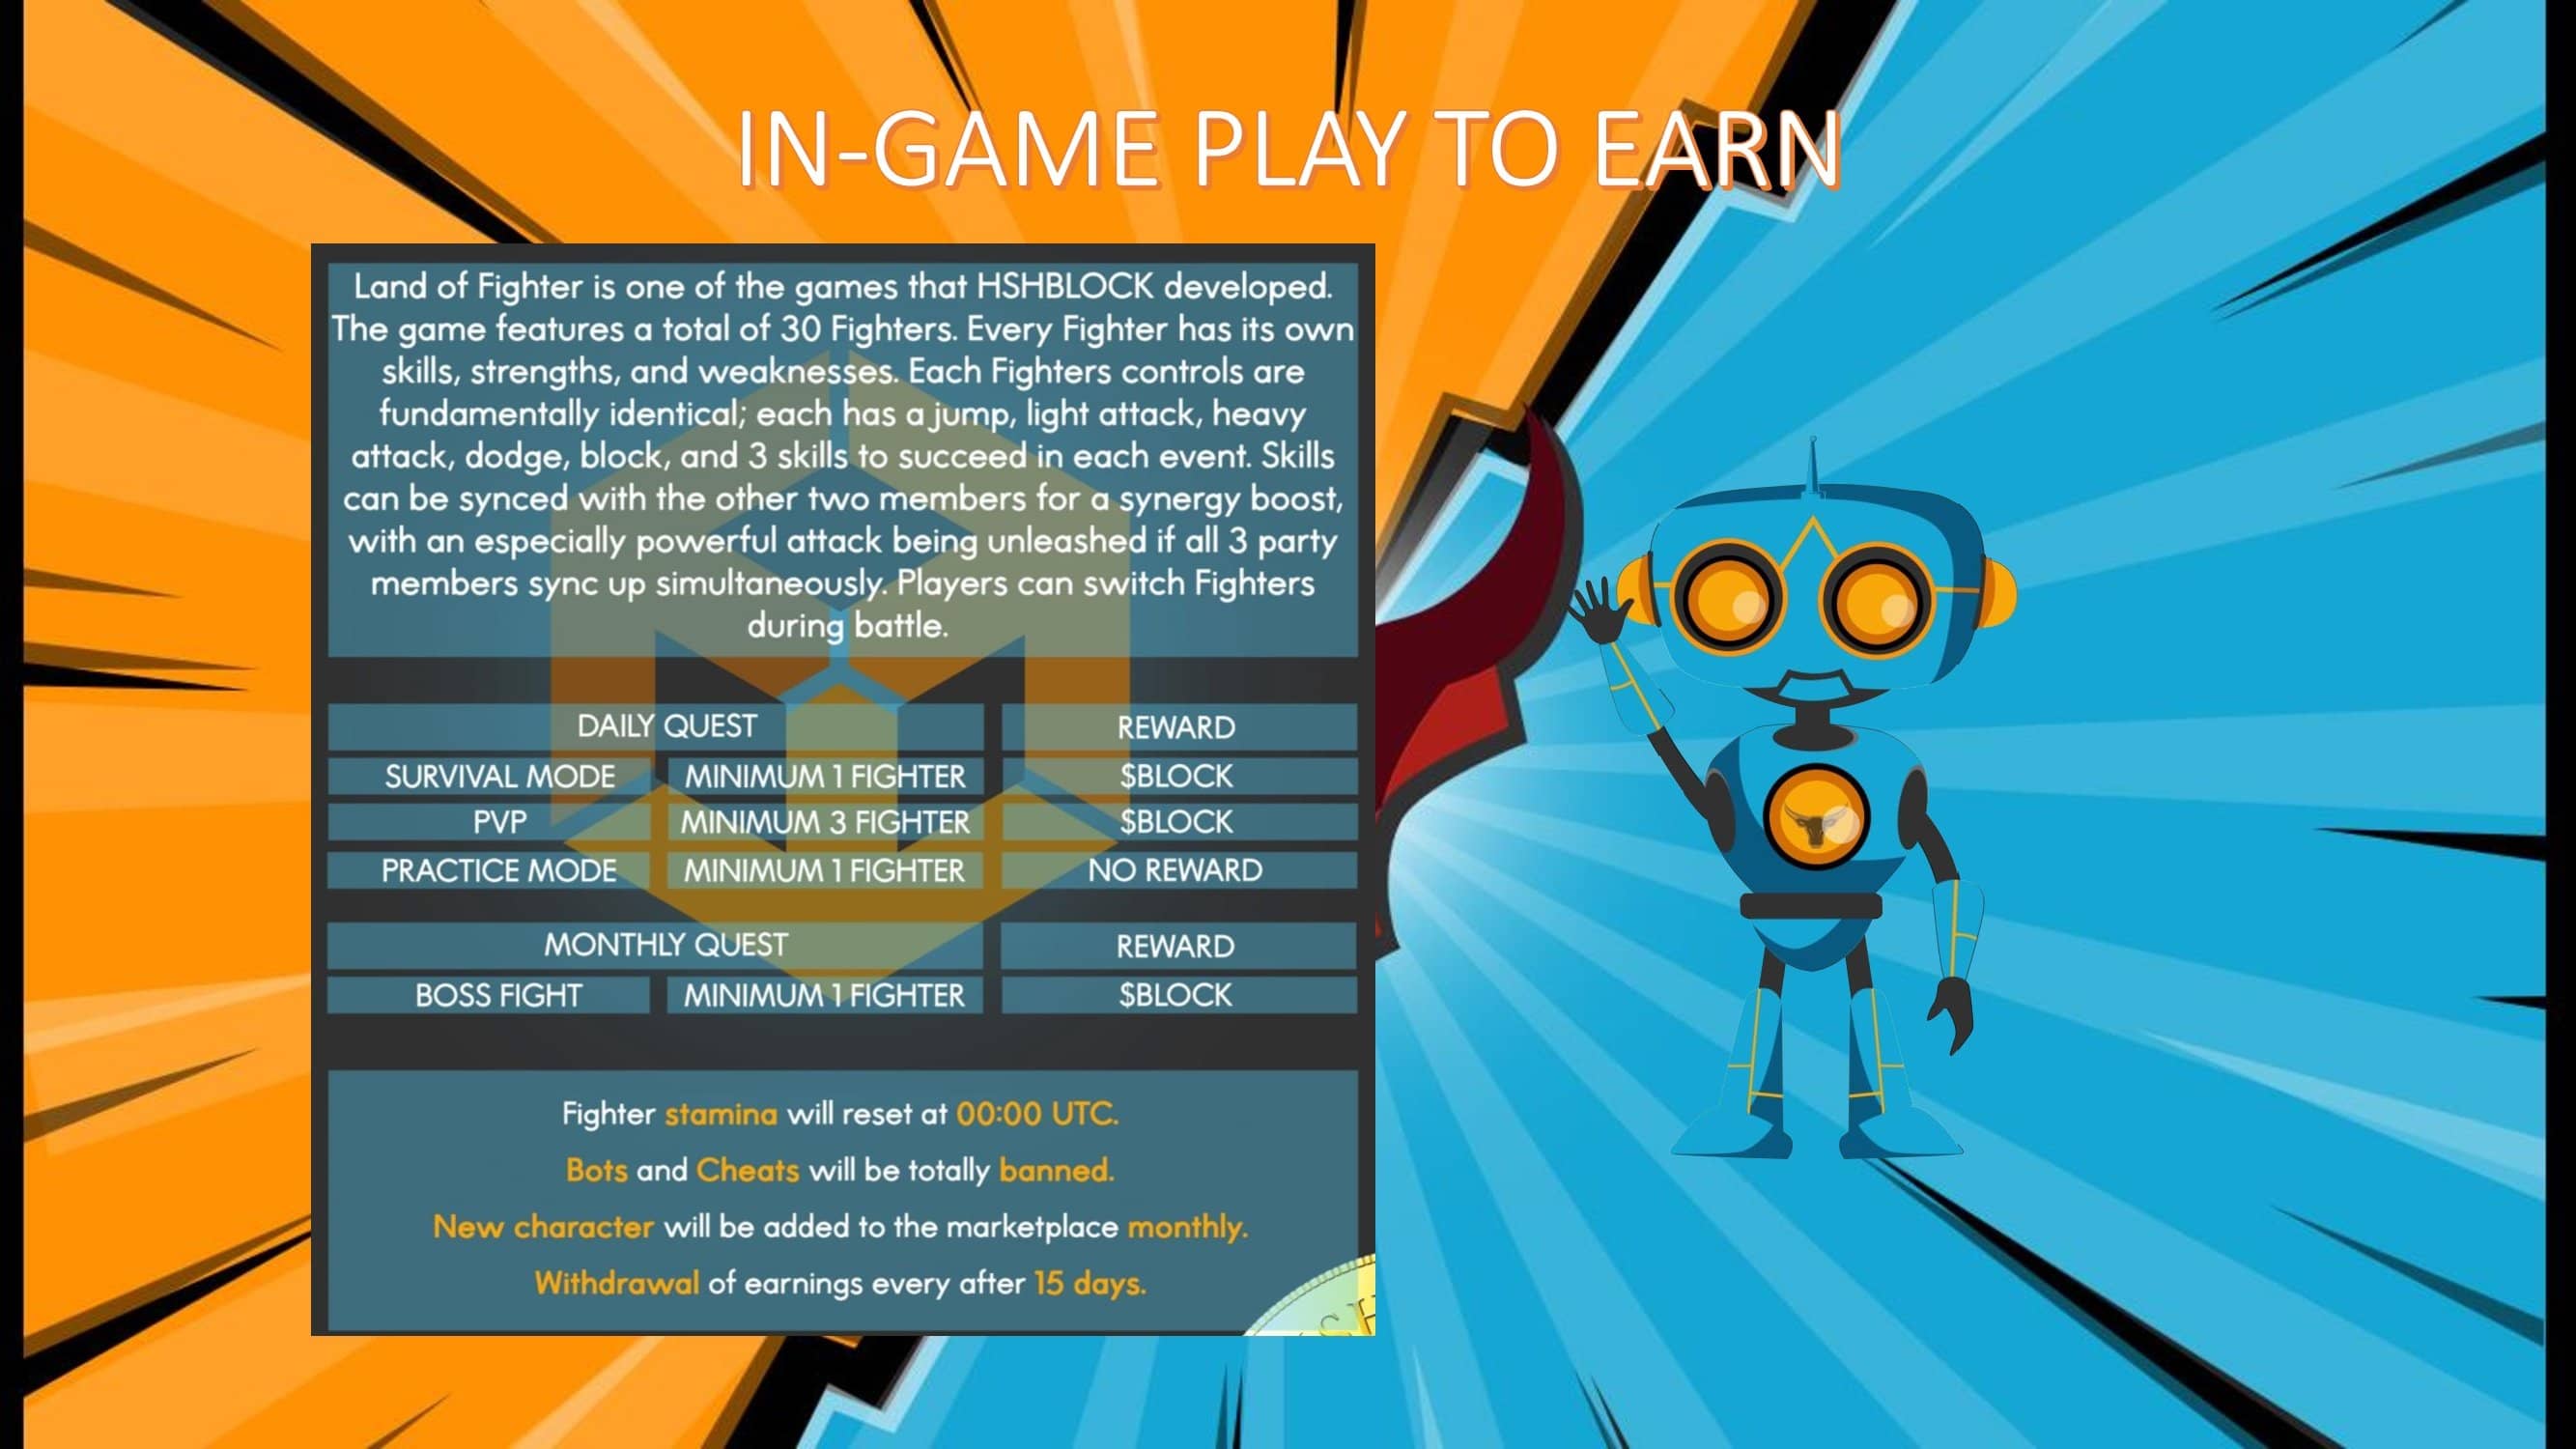 IN-GAME PLAY TO EARN
Land of Fighter is one of the games that HSHBLOCK developed.
The game features a total of 30 Fighters. Every Fighter has its own
skills, strengths, and weaknesses. Each Fighters controls are
fundamentally identical; each has a jump, light attack, heavy
attack, dodge, block, and 3 skills to succeed in each event. Skills
can be synced with the other two members for a synergy boost,
with an especially powerful attack being unleashed if all 3 party
members sync up simultaneously. Players can switch Fighters
during battle.
DAILY QUEST REWARD
SURVIVAL MODE MINIMUM 1 FIGHTER $BLOCK
PVP MINIMUM 3 FIGHTER $BLOCK
PRACTICE MODE MINIMUM 1 FIGHTER NO REWARD
MONTHLY QUEST REWARD
BOSS FIGHT MINIMUM 1 FIGHTER $BLOCK
Fighter stamina will reset at 00:00 UTC.
Bots and Cheats will be totally banned.
New character will be added to the marketplace monthly.
Withdrawal of earnings every after 15 days.